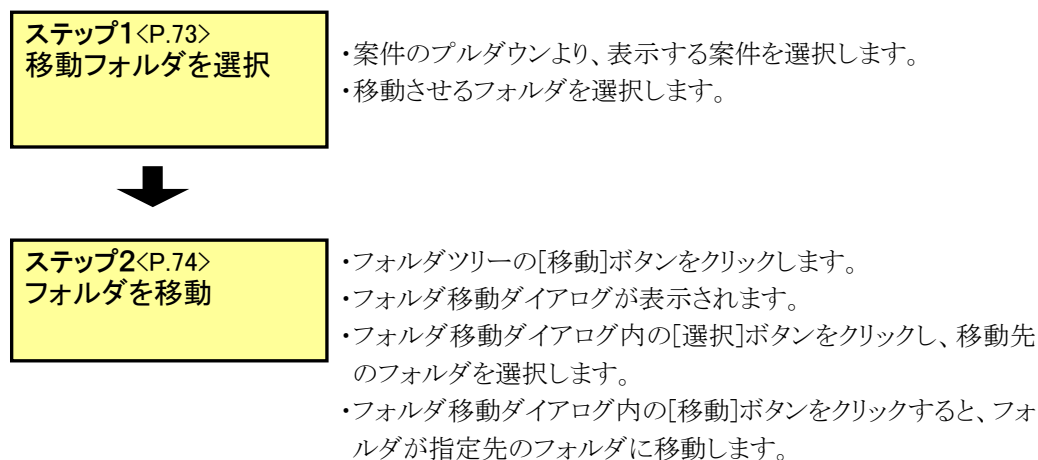 ステップ1<P.73>
移動フォルダを選択
・案件のプルダウンより、表示する案件を選択します。
・移動させるフォルダを選択します。
ステップ2<P.74>
フォルダを移動
・フォルダツリーの[移動]ボタンをクリックします。
・フォルダ移動ダイアログが表示されます。
・フォルダ移動ダイアログ内の[選択]ボタンをクリックし、移動先
のフォルダを選択します。
・フォルダ移動ダイアログ内の[移動]ボタンをクリックすると、フォ
ルダが指定先のフォルダに移動します。